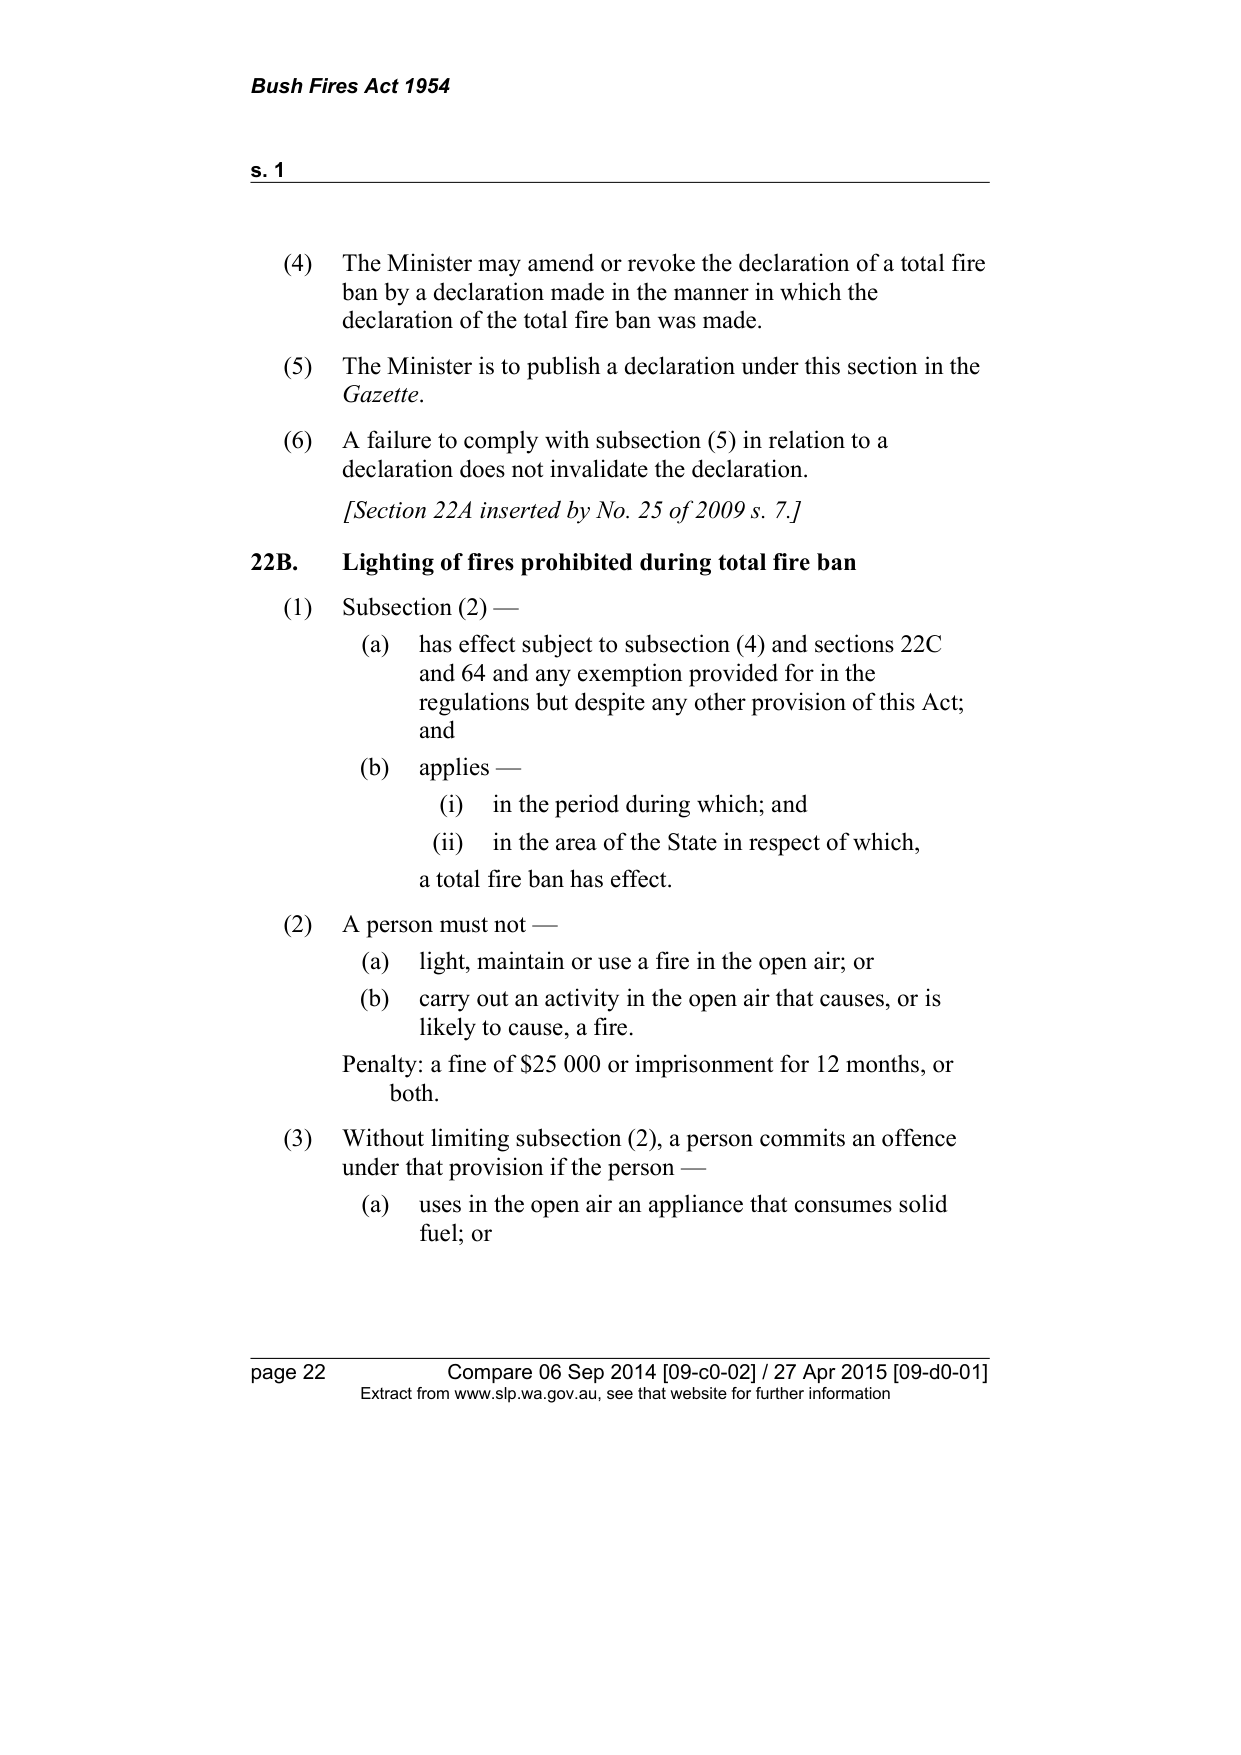 Bush Fires Act 1954
s. 1
(4) The Minister may amend or revoke the declaration of a total fire
ban by a declaration made in the manner in which the
declaration of the total fire ban was made.
(5) The Minister is to publish a declaration under this section in the
Gazette.
(6) A failure to comply with subsection (5) in relation to a
declaration does not invalidate the declaration.
[Section 22A inserted by No. 25 of 2009 s. 7.]
22B. Lighting of fires prohibited during total fire ban
(1) Subsection (2) —
(a) has effect subject to subsection (4) and sections 22C
and 64 and any exemption provided for in the
regulations but despite any other provision of this Act;
and
(b) applies —
(i) in the period during which; and
(ii) in the area of the State in respect of which,
a total fire ban has effect.
(2) A person must not —
(a) light, maintain or use a fire in the open air; or
(b) carry out an activity in the open air that causes, or is
likely to cause, a fire.
Penalty: a fine of $25 000 or imprisonment for 12 months, or
both.
(3) Without limiting subsection (2), a person commits an offence
under that provision if the person —
(a) uses in the open air an appliance that consumes solid
fuel; or
page 22 Compare 06 Sep 2014 [09-c0-02] / 27 Apr 2015 [09-d0-01]
Extract from www.slp.wa.gov.au, see that website for further information